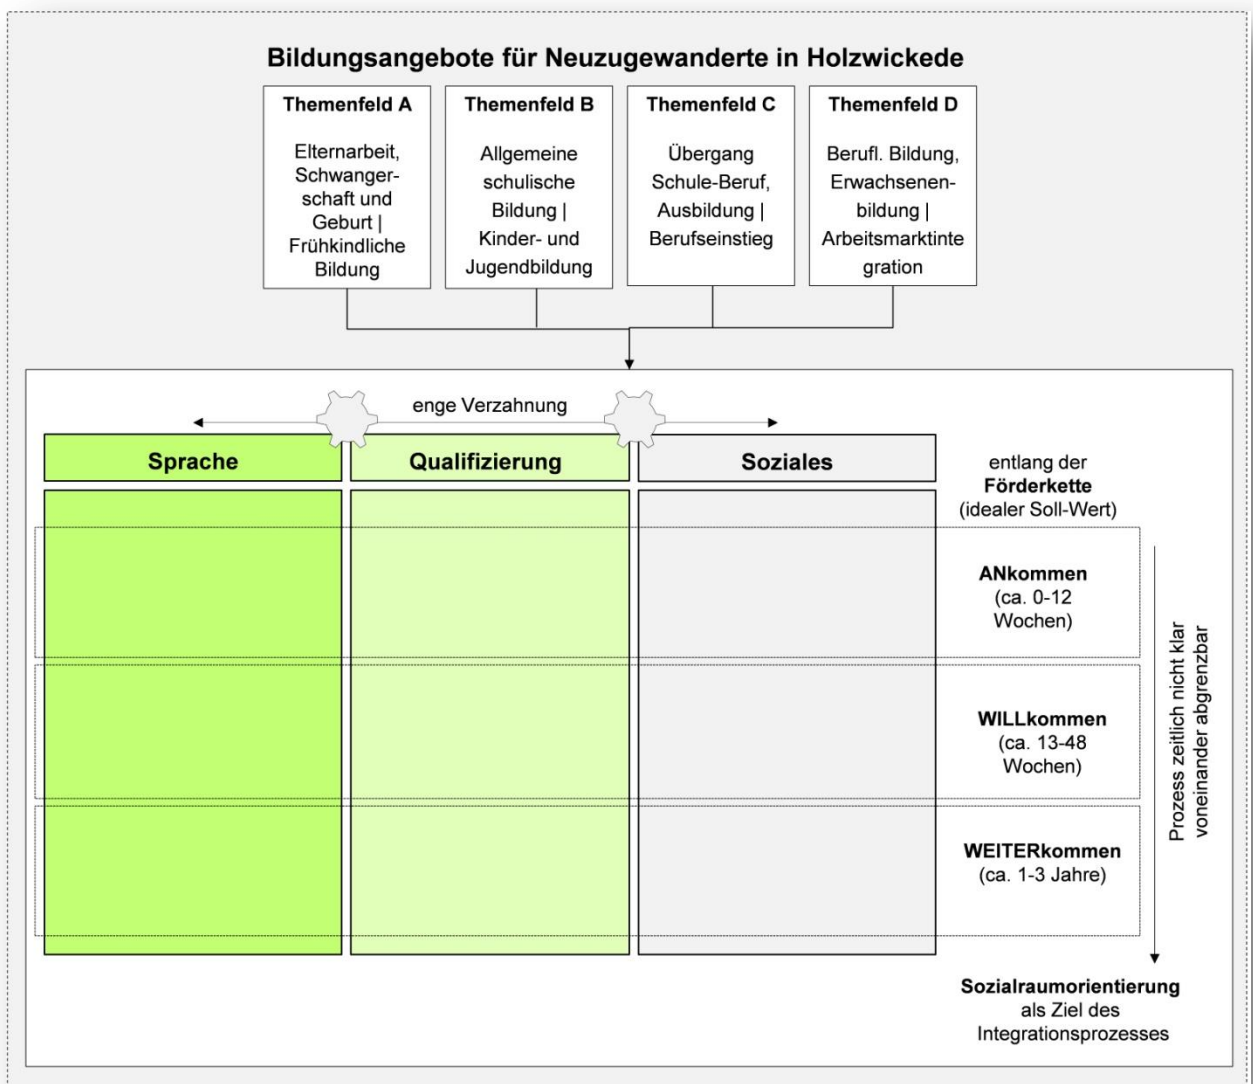 Bildungsangebote für Neuzugewanderte in Holzwickede
Themenfeld A
Elternarbeit,
Schwanger-
schaft und
Geburt |
Frühkindliche
Bildung
Themenfeld B
Allgemeine
schulische
Bildung |
Kinder- und
Jugendbildung
Themenfeld C
Übergang
Schule-Beruf,
Ausbildung |
Berufseinstieg
Themenfeld D
Berufl. Bildung,
Erwachsenen-
bildung |
Arbeitsmarktinte
gration
enge Verzahnung
Sprache
Qualifizierung
Soziales
entlang der
Förderkette
(idealer Soll-Wert)
ANkommen
(ca. 0-12
Wochen)
WILLkommen
(ca. 13-48
Wochen)
WEITERkommen
(ca. 1-3 Jahre)
Prozess zeitlich nicht klar
voneinander abgrenzbar
Sozialraumorientierung
als Ziel des
Integrationsprozesses